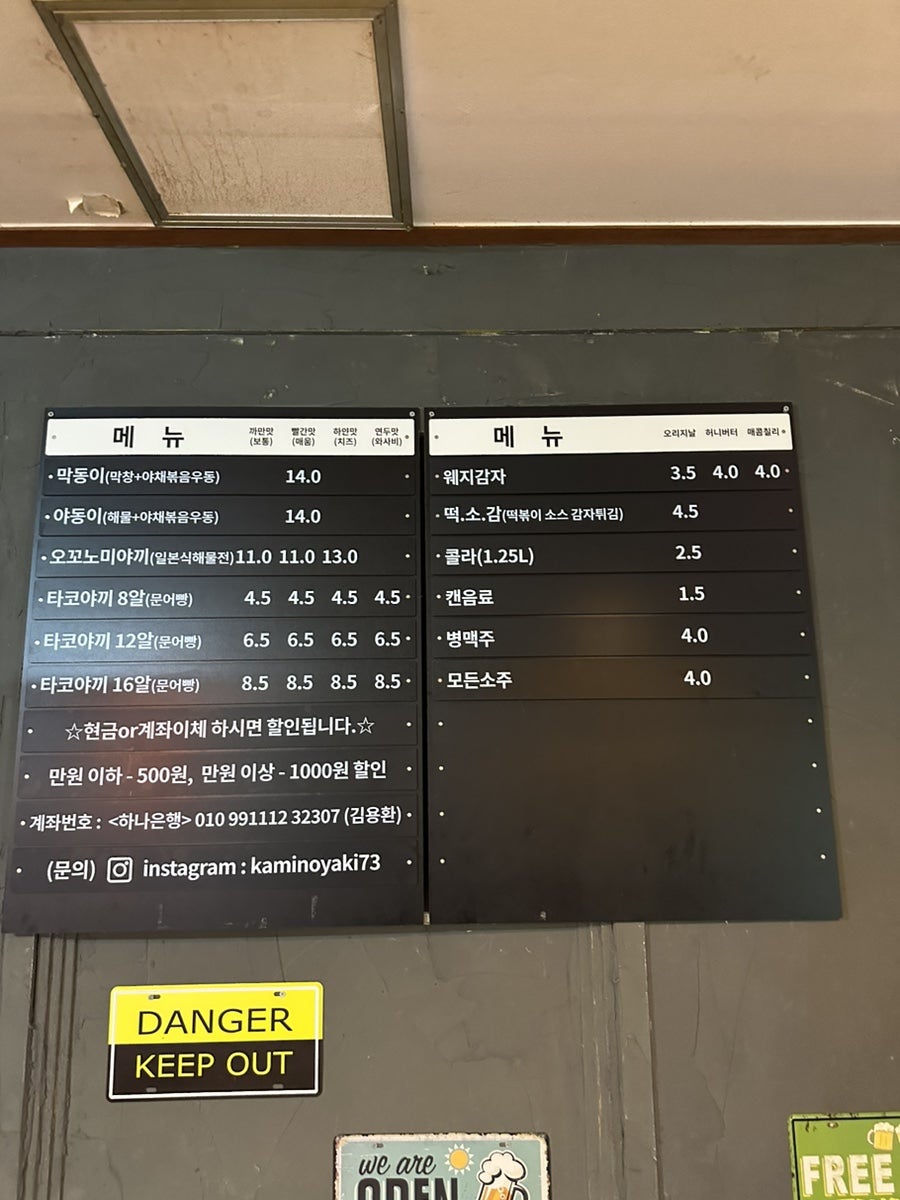 메 뉴 까만맛 (보통) 빨간맛 (매움) 하얀맛 (치즈) 연두맛 (와사비)
막동이(막창+야채볶음우동) 14.0
야동이(해물+야채볶음우동) 14.0
오꼬노미야끼(일본식해물전) 11.0 11.0 13.0
타코야끼 8알(문어빵) 4.5 4.5 4.5 4.5
타코야끼 12알(문어빵) 6.5 6.5 6.5 6.5
타코야끼 16알(문어빵) 8.5 8.5 8.5 8.5
☆현금or계좌이체 하시면 할인됩니다.☆
만원 이하 - 500원, 만원 이상 - 1000원 할인
계좌번호 : <하나은행> 010 991112 32307 (김용환)
(문의) instagram : kaminoyaki73
메 뉴 오리지날 허니버터 매콤칠리
웨지감자 3.5 4.0 4.0
떡.소.감(떡볶이 소스 감자튀김) 4.5
콜라(1.25L) 2.5
캔음료 1.5
병맥주 4.0
모든소주 4.0
DANGER
KEEP OUT
we are
OPEN
FREE